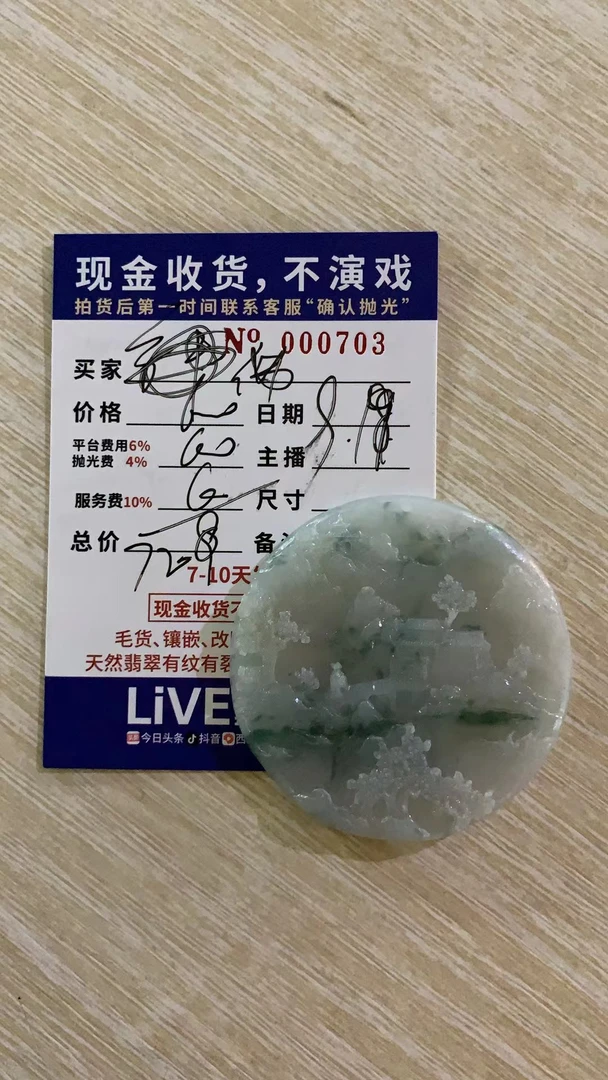 现金收货,不演戏
拍货后第一时间联系客服“确认抛光”
Nº 000703
买家
价格 日期
平台费用6%
抛光费 4% 主播
服务费10% 尺寸
总价 728 备
7-10天
现金收货不
毛货、镶嵌、改
天然翡翠有纹有裂
LiVE
今日头条 抖音 西